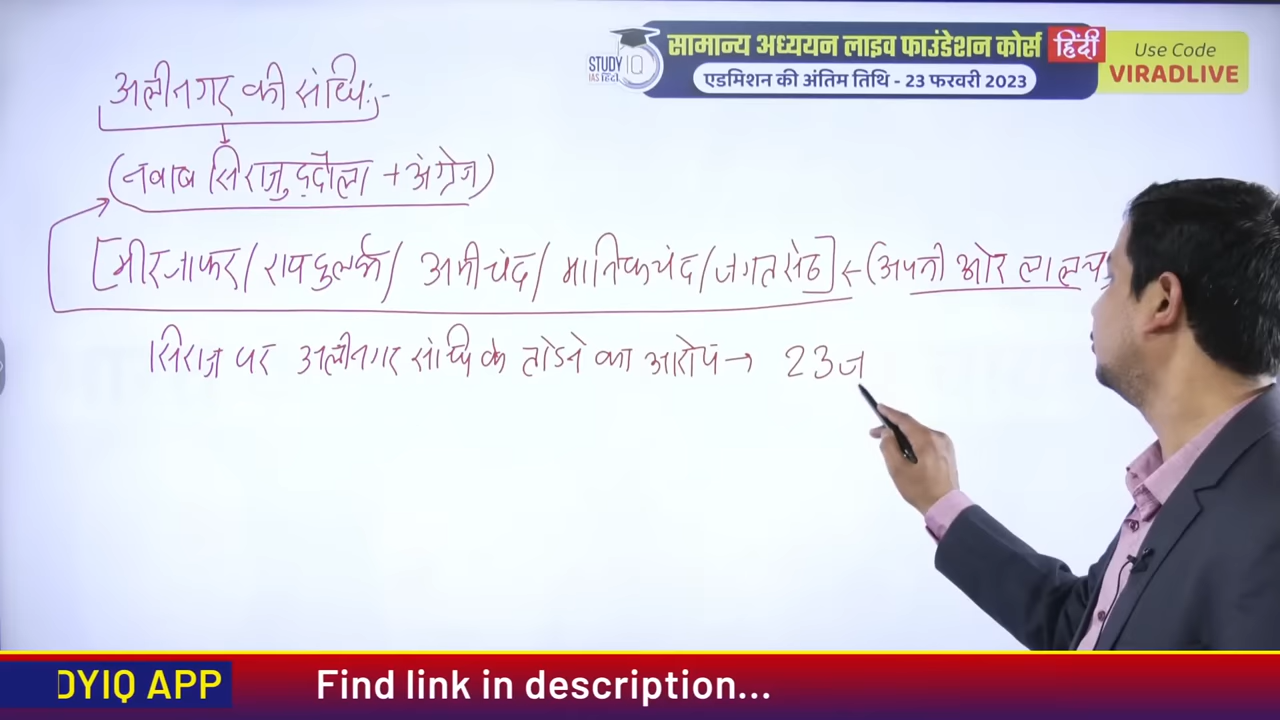 सामान्य अध्ययन लाइव फाउंडेशन कोर्स हिंदी
एडमिशन की अंतिम तिथि - 23 फरवरी 2023
STUDY IQ
IAS हिंदी
Use Code
VIRADLIVE
अलीनगर की संधि:-
(नवाब सिराजुद्दौला + अंग्रेज)
[मीरजाफर/रायदुर्लभ/ अमीचंद/ मानिकचंद/जगतसेठ] ← (अपनी ओर लालच
सिराज पर अलीनगर संधि के तोडने का आरोप → 23ज
DYIQ APP
Find link in description...